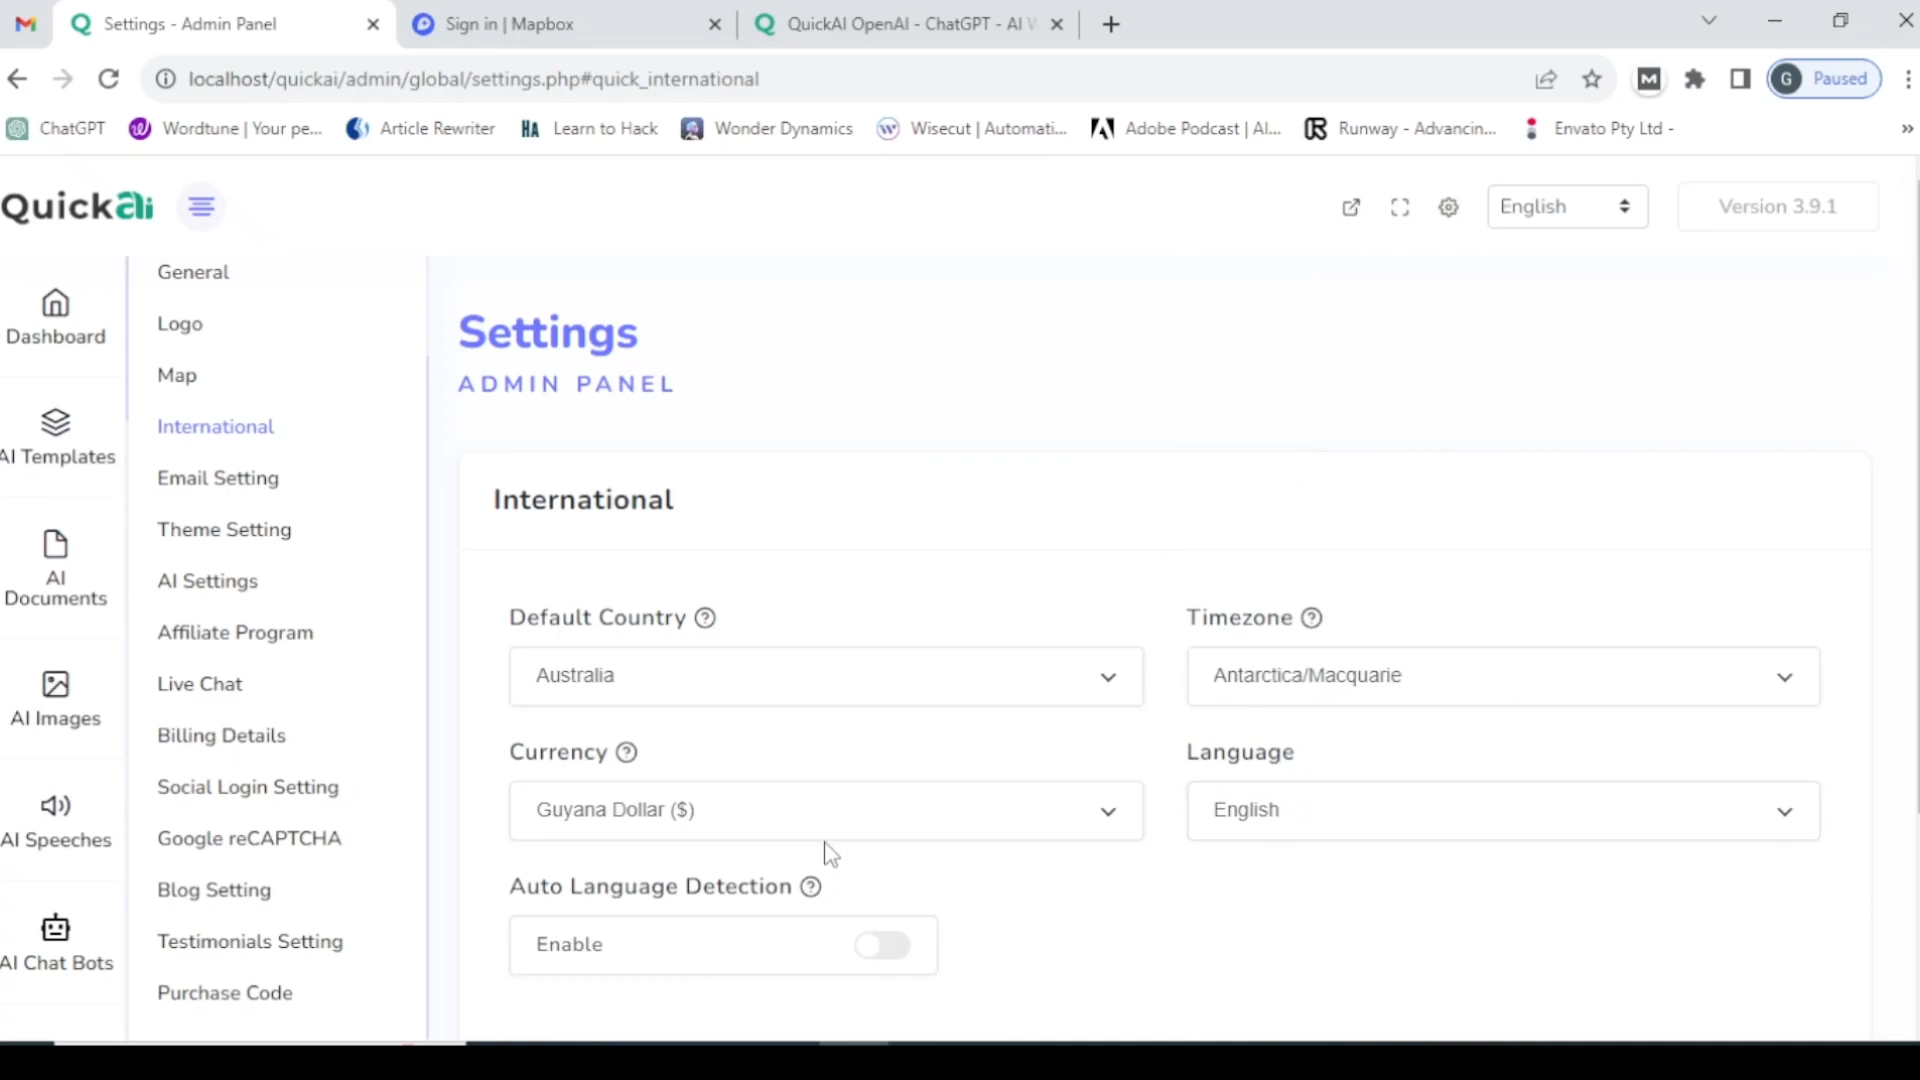 Settings - Admin Panel
Sign in | Mapbox
QuickAI OpenAI - ChatGPT - AI W
localhost/quickai/admin/global/settings.php#quick_international
G Paused
ChatGPT
Wordtune | Your pe...
Article Rewriter
HA Learn to Hack
Wonder Dynamics
Wisecut | Automati...
Adobe Podcast | AI...
Runway - Advancin...
Envato Pty Ltd -
»
QuickAi
English
Version 3.9.1
Dashboard
AI Templates
AI
Documents
AI Images
AI Speeches
AI Chat Bots
General
Logo
Map
International
Email Setting
Theme Setting
AI Settings
Affiliate Program
Live Chat
Billing Details
Social Login Setting
Google reCAPTCHA
Blog Setting
Testimonials Setting
Purchase Code
Settings
ADMIN PANEL
International
Default Country
Australia
Timezone
Antarctica/Macquarie
Currency
Guyana Dollar ($)
Language
English
Auto Language Detection
Enable